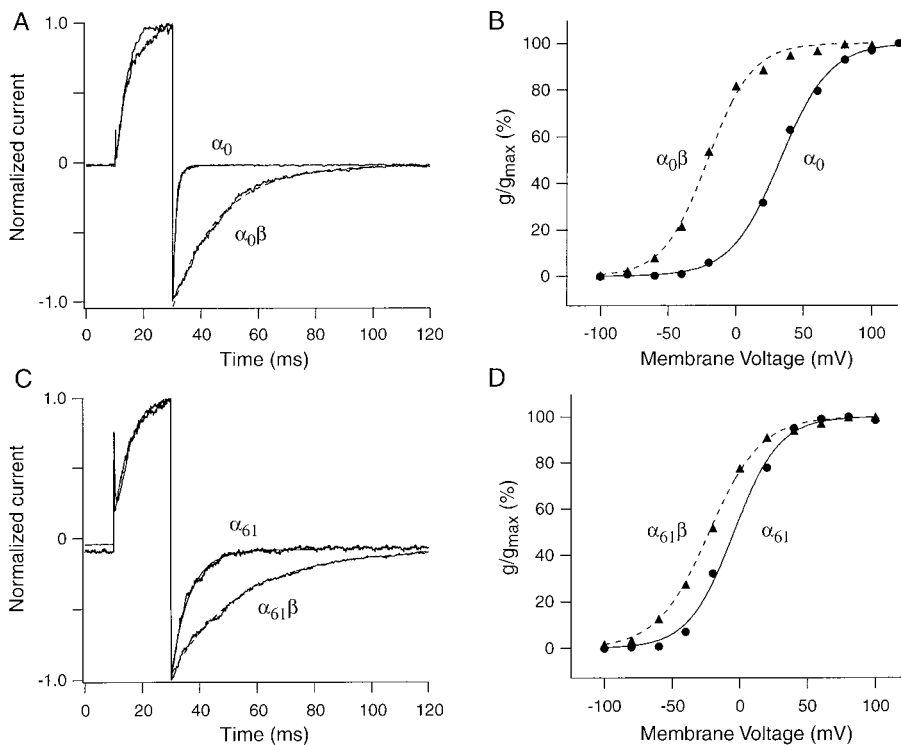 A
Normalized current
1.0
0
-1.0
α0
α0β
0 20 40 60 80 100 120
Time (ms)
B
g/gmax (%)
100
80
60
40
20
0
α0β
α0
-100 -50 0 50 100
Membrane Voltage (mV)
C
Normalized current
1.0
0
-1.0
α61
α61β
0 20 40 60 80 100 120
Time (ms)
D
g/gmax (%)
100
80
60
40
20
0
α61β
α61
-100 -50 0 50 100
Membrane Voltage (mV)